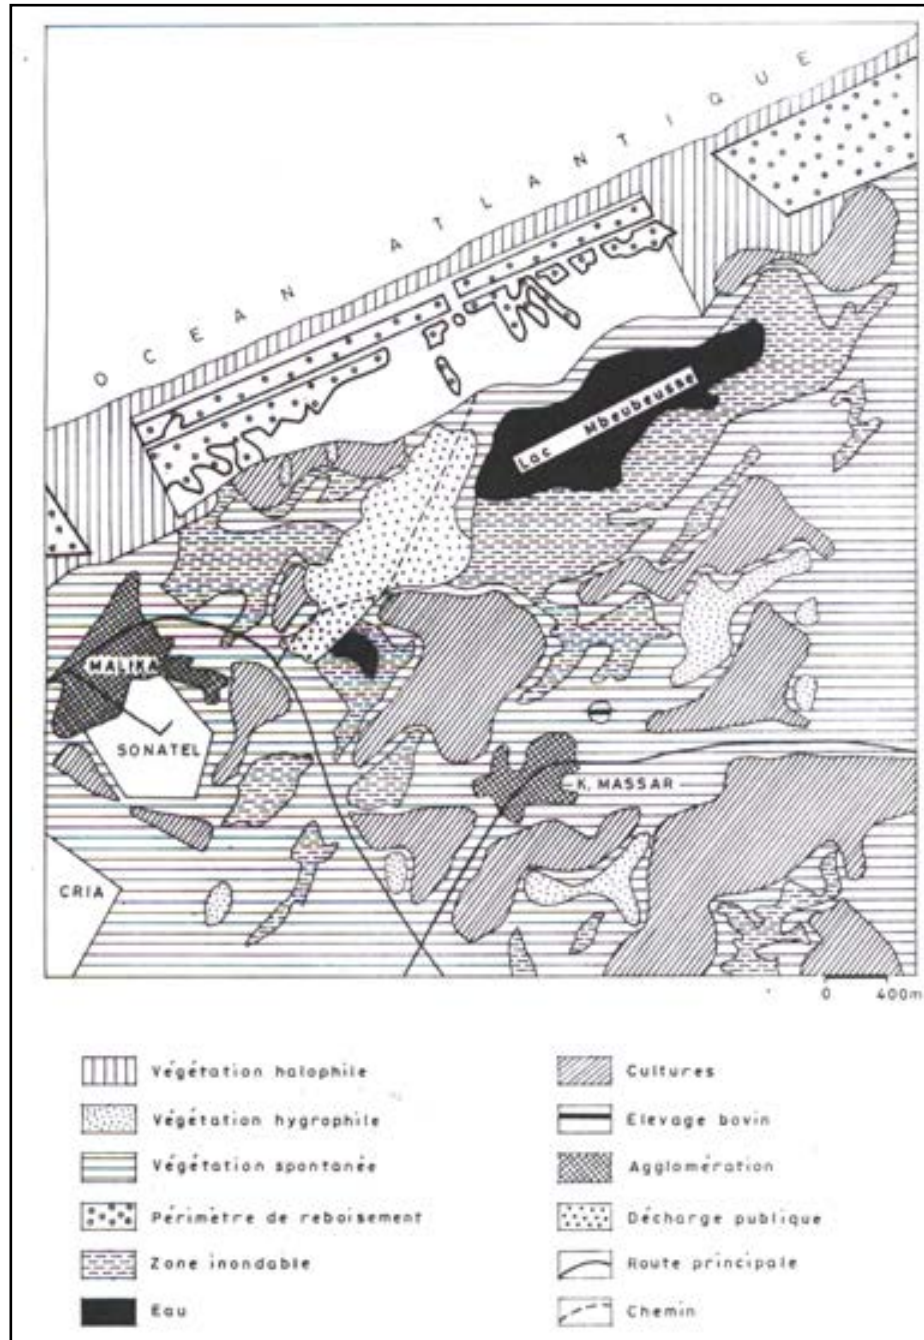 OCEAN ATLANTIQUE
Lac Mbeubeusse
MALIKA
SONATEL
K. MASSAR
CRIA
0 400m
Végétation halophile
Végétation hygrophile
Végétation spontanée
Périmètre de reboisement
Zone inondable
Eau
Cultures
Elevage bovin
Agglomération
Décharge publique
Route principale
Chemin